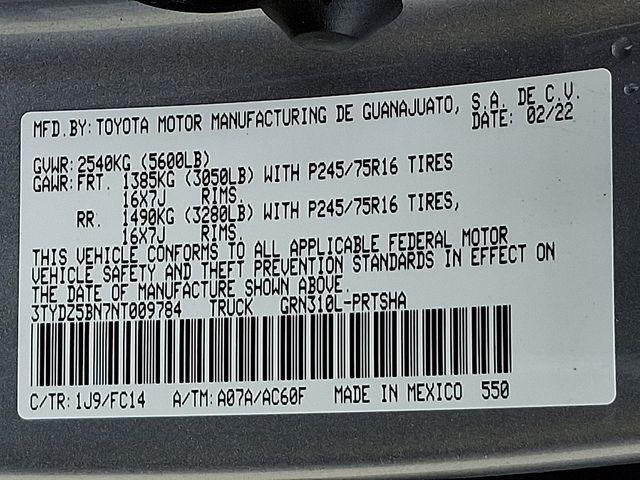 MFD.BY: TOYOTA MOTOR MANUFACTURING DE GUANAJUATO, S.A. DE C.V.
DATE: 02/22
GVWR: 2540KG (5600LB)
GAWR: FRT. 1385KG (3050LB) WITH P245/75R16 TIRES
16X7J RIMS.
RR. 1490KG (3280LB) WITH P245/75R16 TIRES,
16X7J RIMS.
THIS VEHICLE CONFORMS TO ALL APPLICABLE FEDERAL MOTOR
VEHICLE SAFETY AND THEFT PREVENTION STANDARDS IN EFFECT ON
THE DATE OF MANUFACTURE SHOWN ABOVE.
3TYDZ5BN7NT009784 TRUCK GRN310L-PRTSHA
C/TR: 1J9/FC14 A/TM: A07A/AC60F MADE IN MEXICO 550